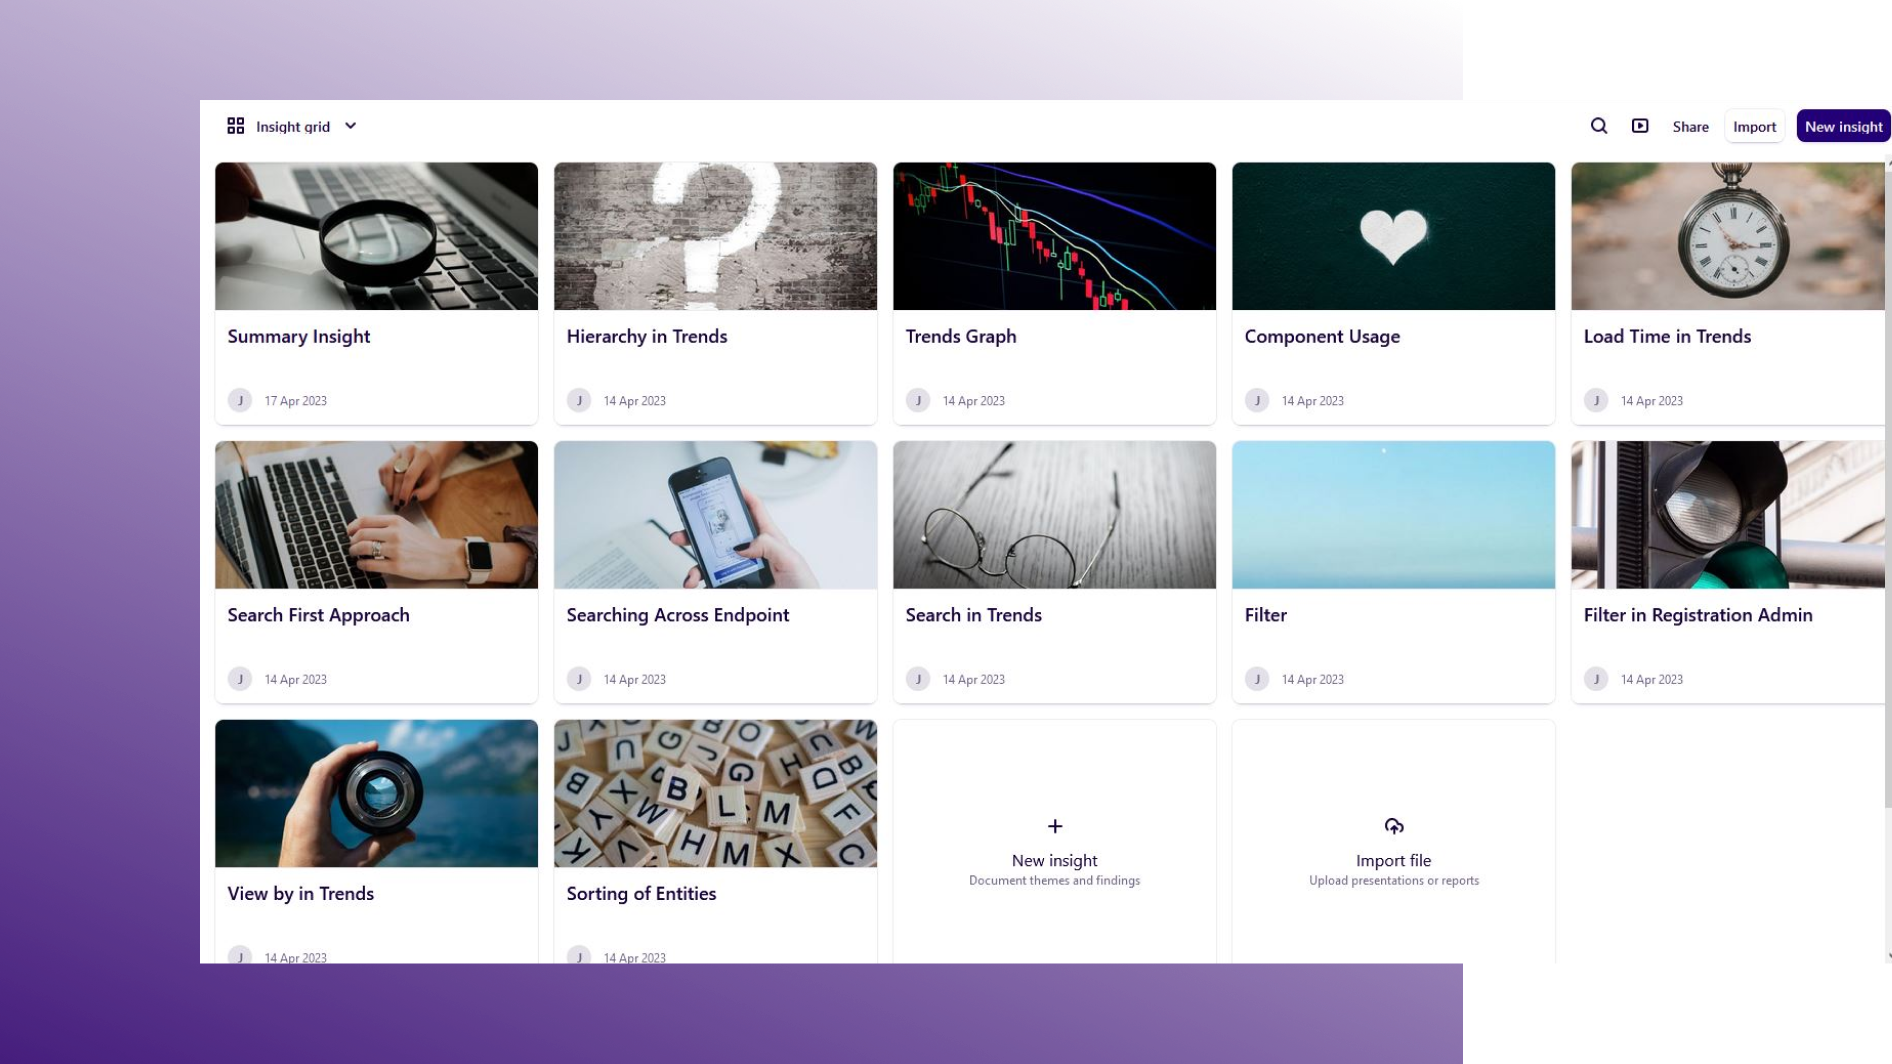 Insight grid
Share
Import
New insight
Summary Insight
J 17 Apr 2023
Hierarchy in Trends
J 14 Apr 2023
Trends Graph
J 14 Apr 2023
Component Usage
J 14 Apr 2023
Load Time in Trends
J 14 Apr 2023
Search First Approach
J 14 Apr 2023
Searching Across Endpoint
J 14 Apr 2023
Search in Trends
J 14 Apr 2023
Filter
J 14 Apr 2023
Filter in Registration Admin
J 14 Apr 2023
View by in Trends
J 14 Apr 2023
Sorting of Entities
J 14 Apr 2023
New insight
Document themes and findings
Import file
Upload presentations or reports